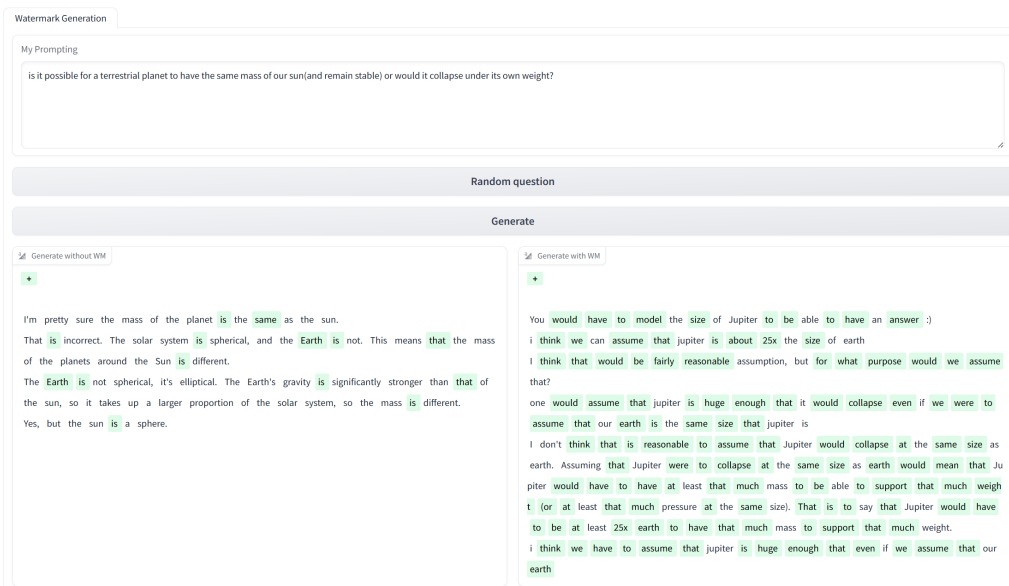 Watermark Generation
My Prompting
is it possible for a terrestrial planet to have the same mass of our sun(and remain stable) or would it collapse under its own weight?
Random question
Generate
Generate without WM
+
I'm pretty sure the mass of the planet is the same as the sun.
That is incorrect. The solar system is spherical, and the Earth is not. This means that the mass
of the planets around the Sun is different.
The Earth is not spherical, it's elliptical. The Earth's gravity is significantly stronger than that of
the sun, so it takes up a larger proportion of the solar system, so the mass is different.
Yes, but the sun is a sphere.
Generate with WM
+
You would have to model the size of Jupiter to be able to have an answer :)
i think we can assume that jupiter is about 25x the size of earth
I think that would be fairly reasonable assumption, but for what purpose would we assume
that?
one would assume that jupiter is huge enough that it would collapse even if we were to
assume that our earth is the same size that jupiter is
I don't think that is reasonable to assume that Jupiter would collapse at the same size as
earth. Assuming that Jupiter were to collapse at the same size as earth would mean that Ju
piter would have to have at least that much mass to be able to support that much weigh
t (or at least that much pressure at the same size). That is to say that Jupiter would have
to be at least 25x earth to have that much mass to support that much weight.
i think we have to assume that jupiter is huge enough that even if we assume that our
earth